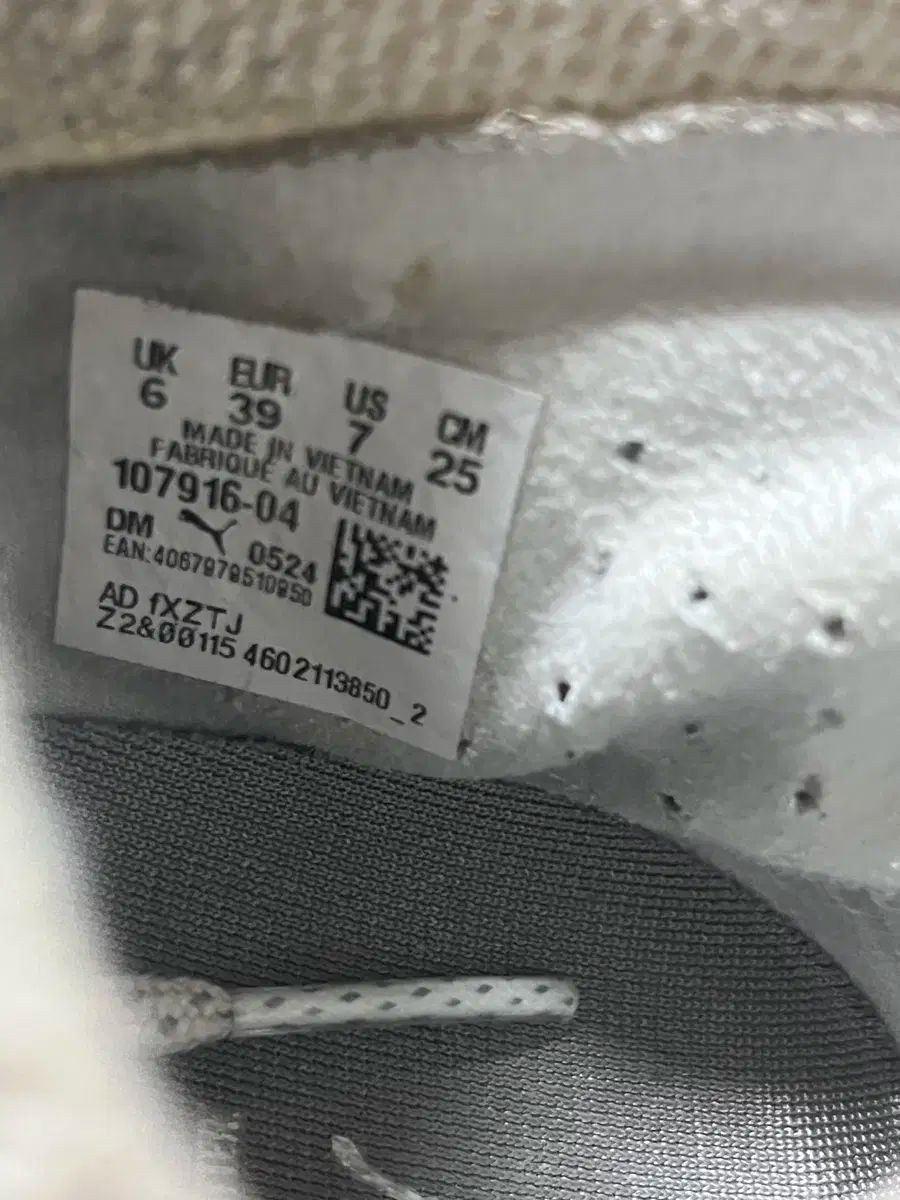 UK EUR US CM
6 39 7 25
MADE IN VIETNAM
FABRIQUÉ AU VIETNAM
107916-04
DM 0524
EAN:4067979510950
AD fXZTJ
Z2&00115 4602113850_2